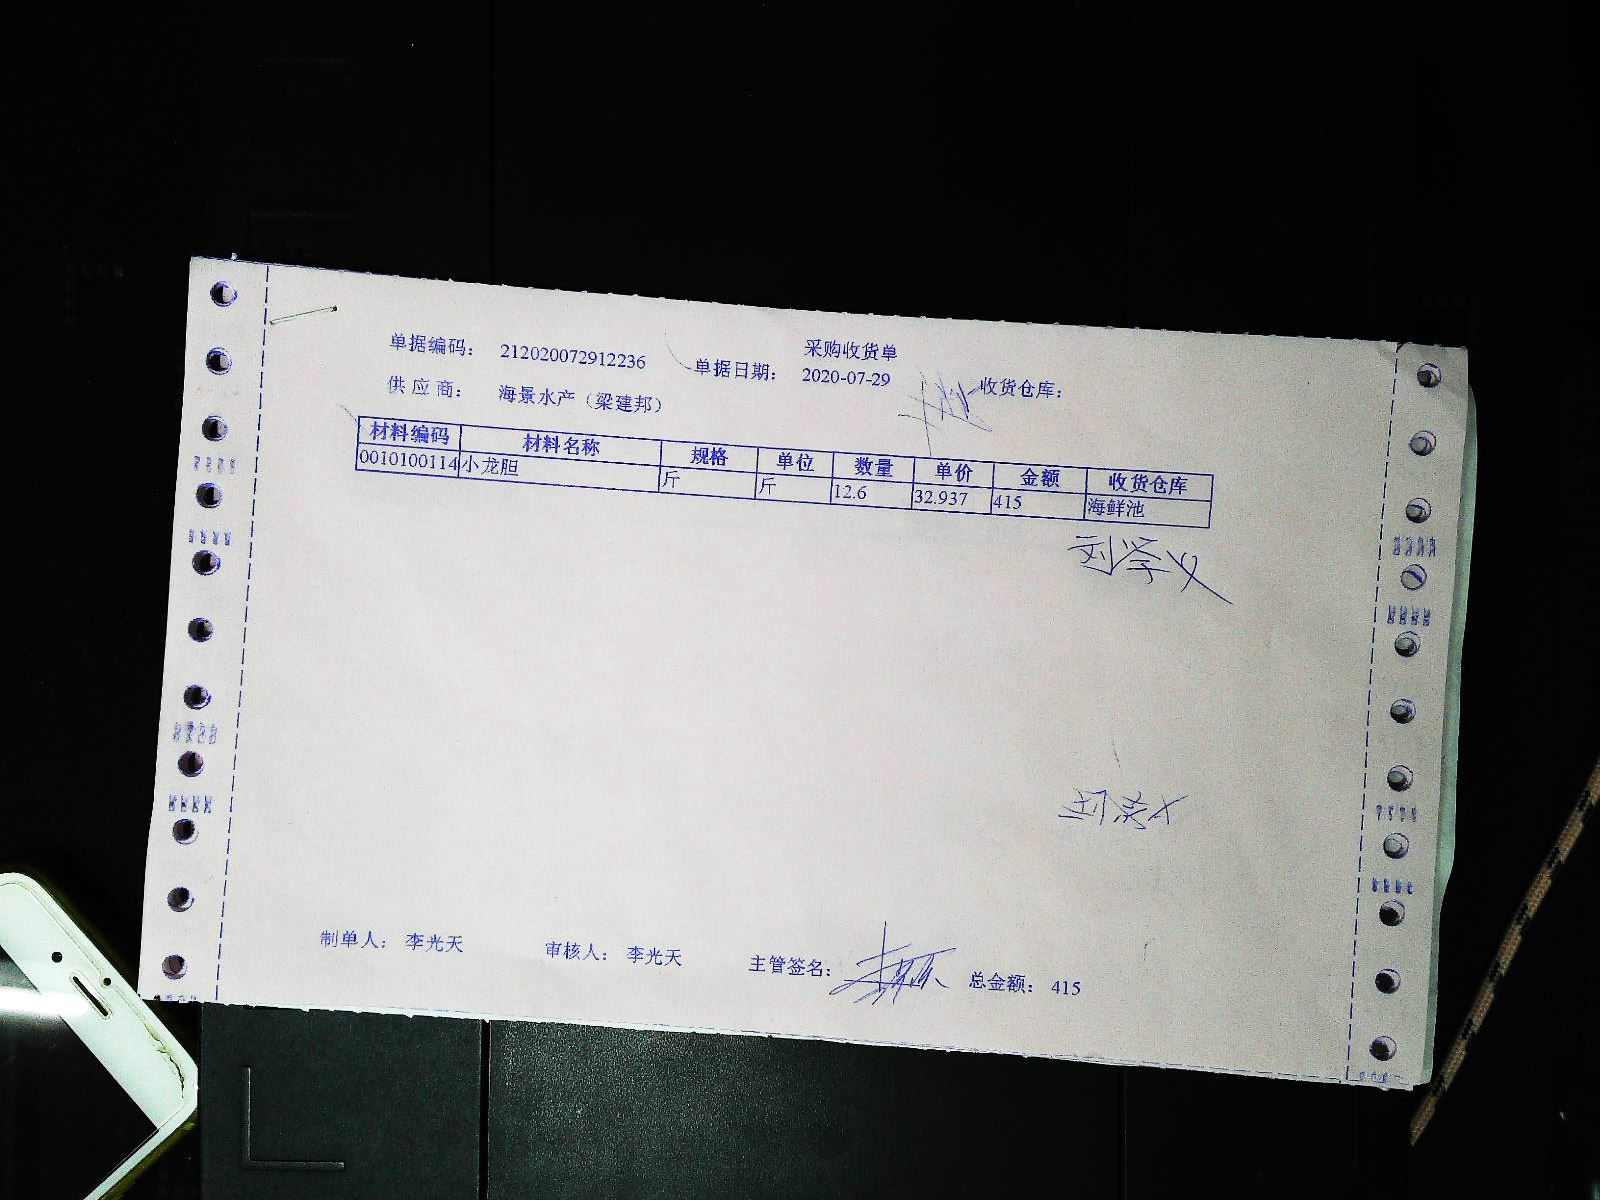 采购收货单
单据编码： 212020072912236 单据日期： 2020-07-29 收货仓库：
供 应 商： 海景水产（梁建邦）
材料编码 材料名称 规格 单位 数量 单价 金额 收货仓库
0010100114 小龙胆 斤 斤 12.6 32.937 415 海鲜池
刘学义
制单人： 李光天 审核人： 李光天 主管签名： 总金额： 415